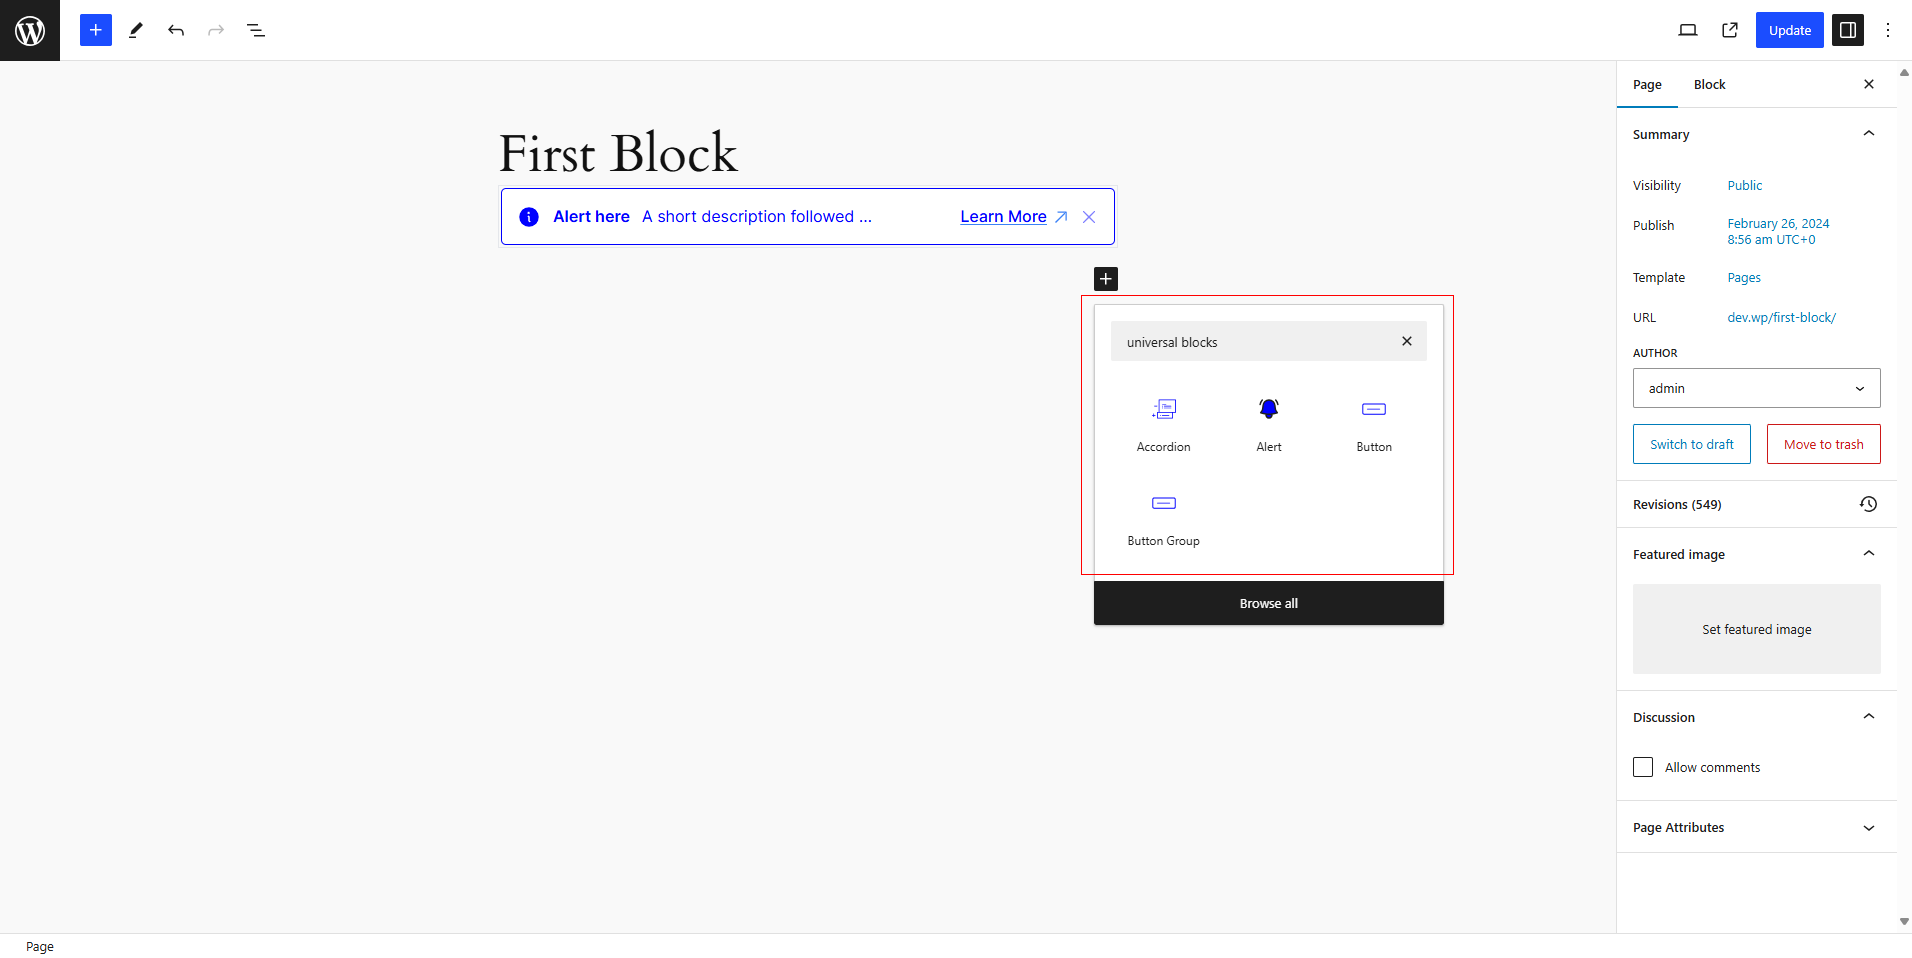 Update
Page
Block
First Block
Alert here A short description followed ...
Learn More
universal blocks
Accordion
Alert
Button
Button Group
Browse all
Summary
Visibility
Public
Publish
February 26, 2024
8:56 am UTC+0
Template
Pages
URL
dev.wp/first-block/
AUTHOR
admin
Switch to draft
Move to trash
Revisions (549)
Featured image
Set featured image
Discussion
Allow comments
Page Attributes
Page